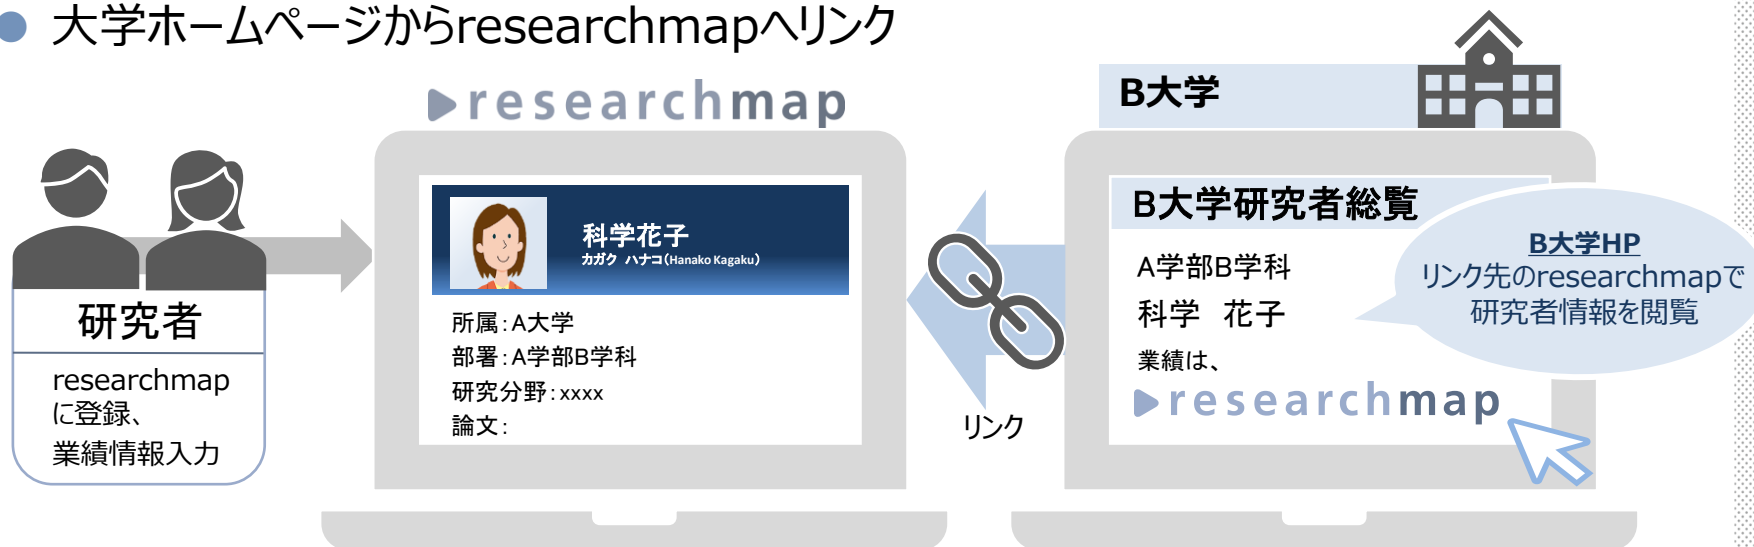 大学ホームページからresearchmapへリンク
researchmap
科学花子
カガク ハナコ(Hanako Kagaku)
所属:A大学
部署:A学部B学科
研究分野:xxxx
論文:
研究者
researchmap
に登録、
業績情報入力
リンク
B大学
B大学研究者総覧
A学部B学科
科学 花子
業績は、
researchmap
B大学HP
リンク先のresearchmapで
研究者情報を閲覧